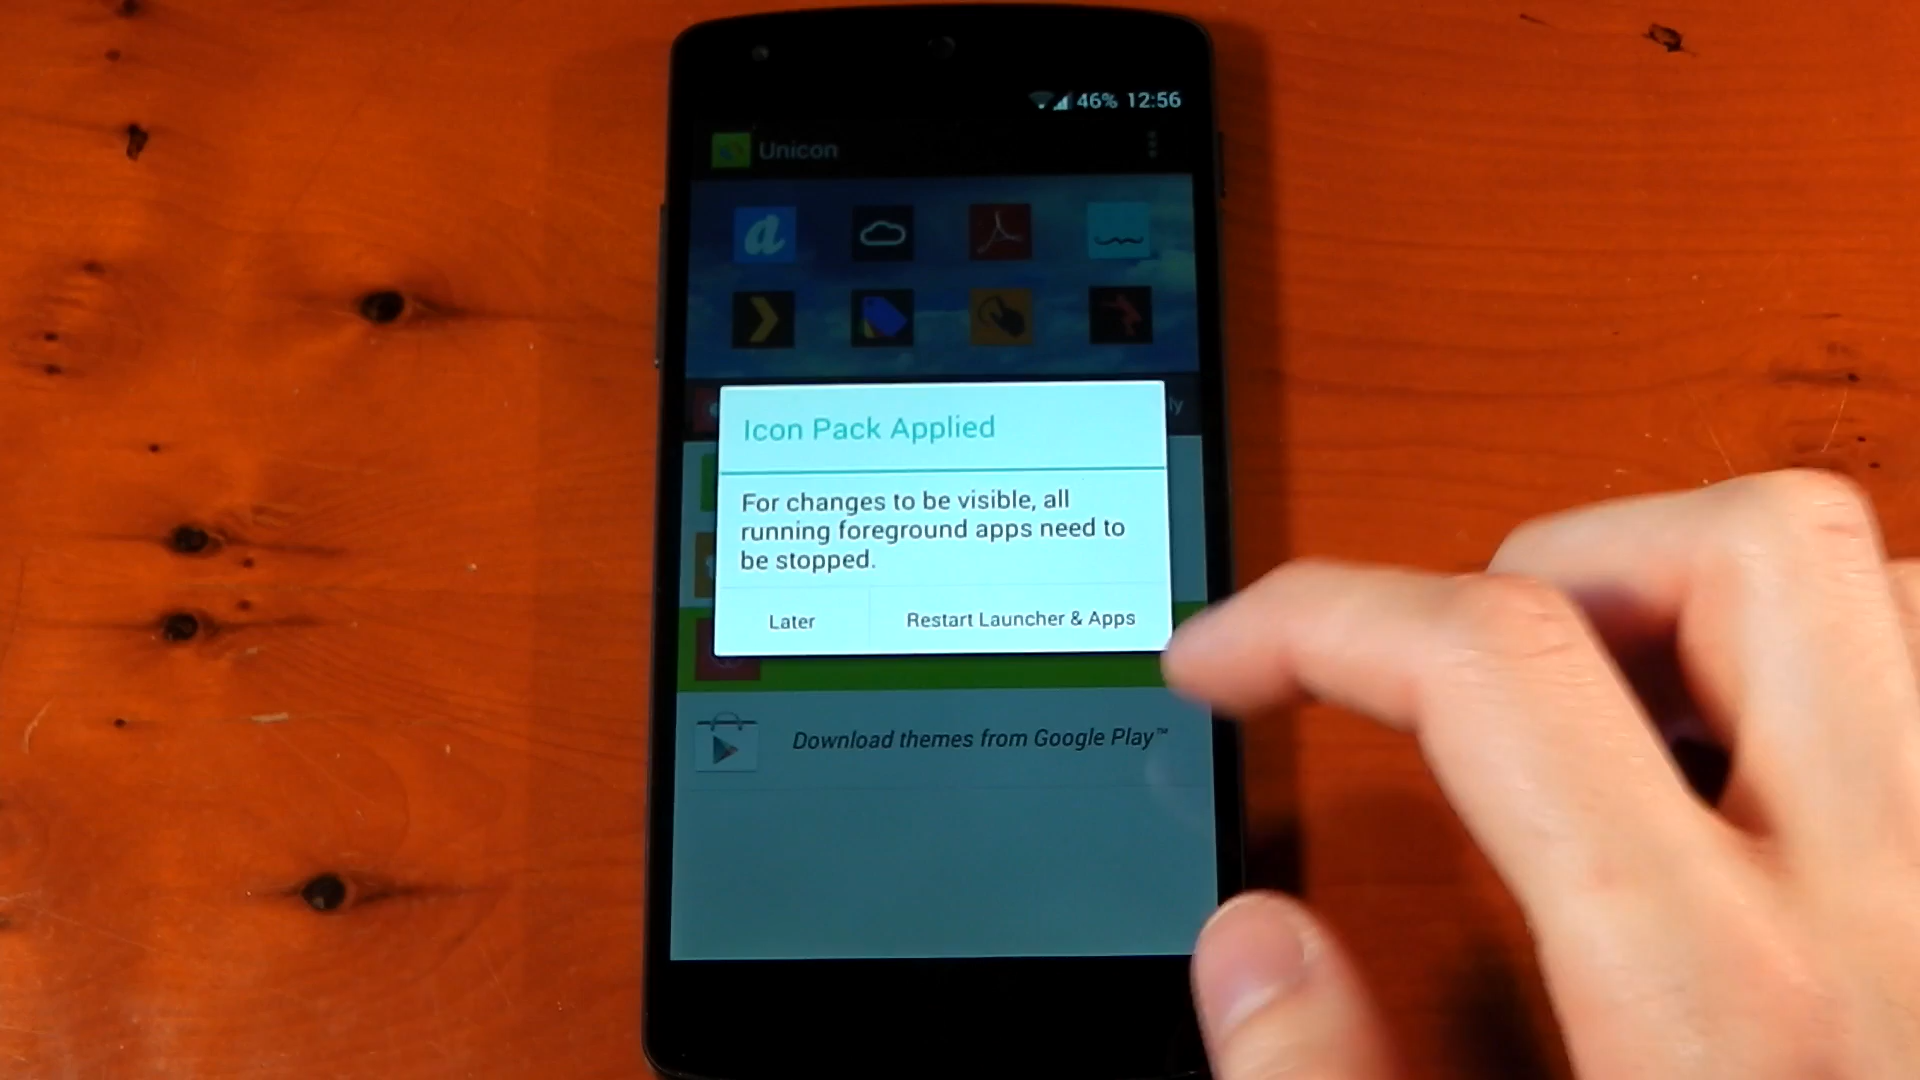 46% 12:56
Unicon
ly
Icon Pack Applied
For changes to be visible, all
running foreground apps need to
be stopped.
Later Restart Launcher & Apps
Download themes from Google Play™